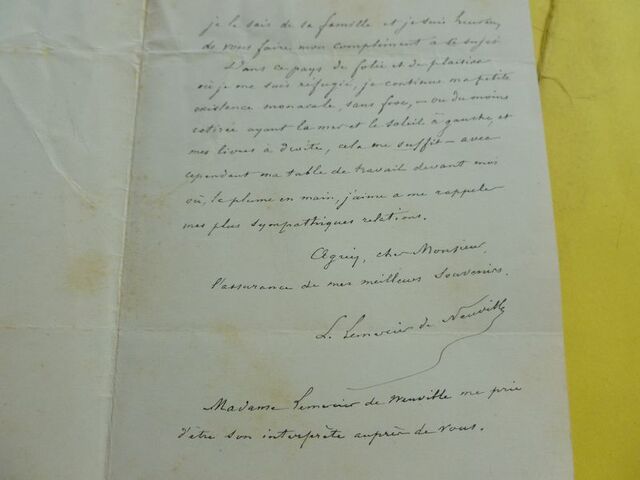 je le sais de sa famille et je suis heureux
de vous faire mon compliment à ce sujet
Dans ce pays de folie et de plaisirs
où je me suis réfugié, je continue ma petite
existence monacale, sans froc, — ou du moins
retirée ayant la mer et le soleil à gauche, et
mes livres à droite, cela me suffit — avec
cependant ma table de travail devant moi
où, la plume en main, j'aime a me rappeler
mes plus sympathiques relations.
Agréez, cher Monsieur,
l'assurance de mes meilleurs souvenirs.
L. Lemercier de Neuville
Madame Lemercier de Neuville me prie
d'être son interprète auprès de vous.